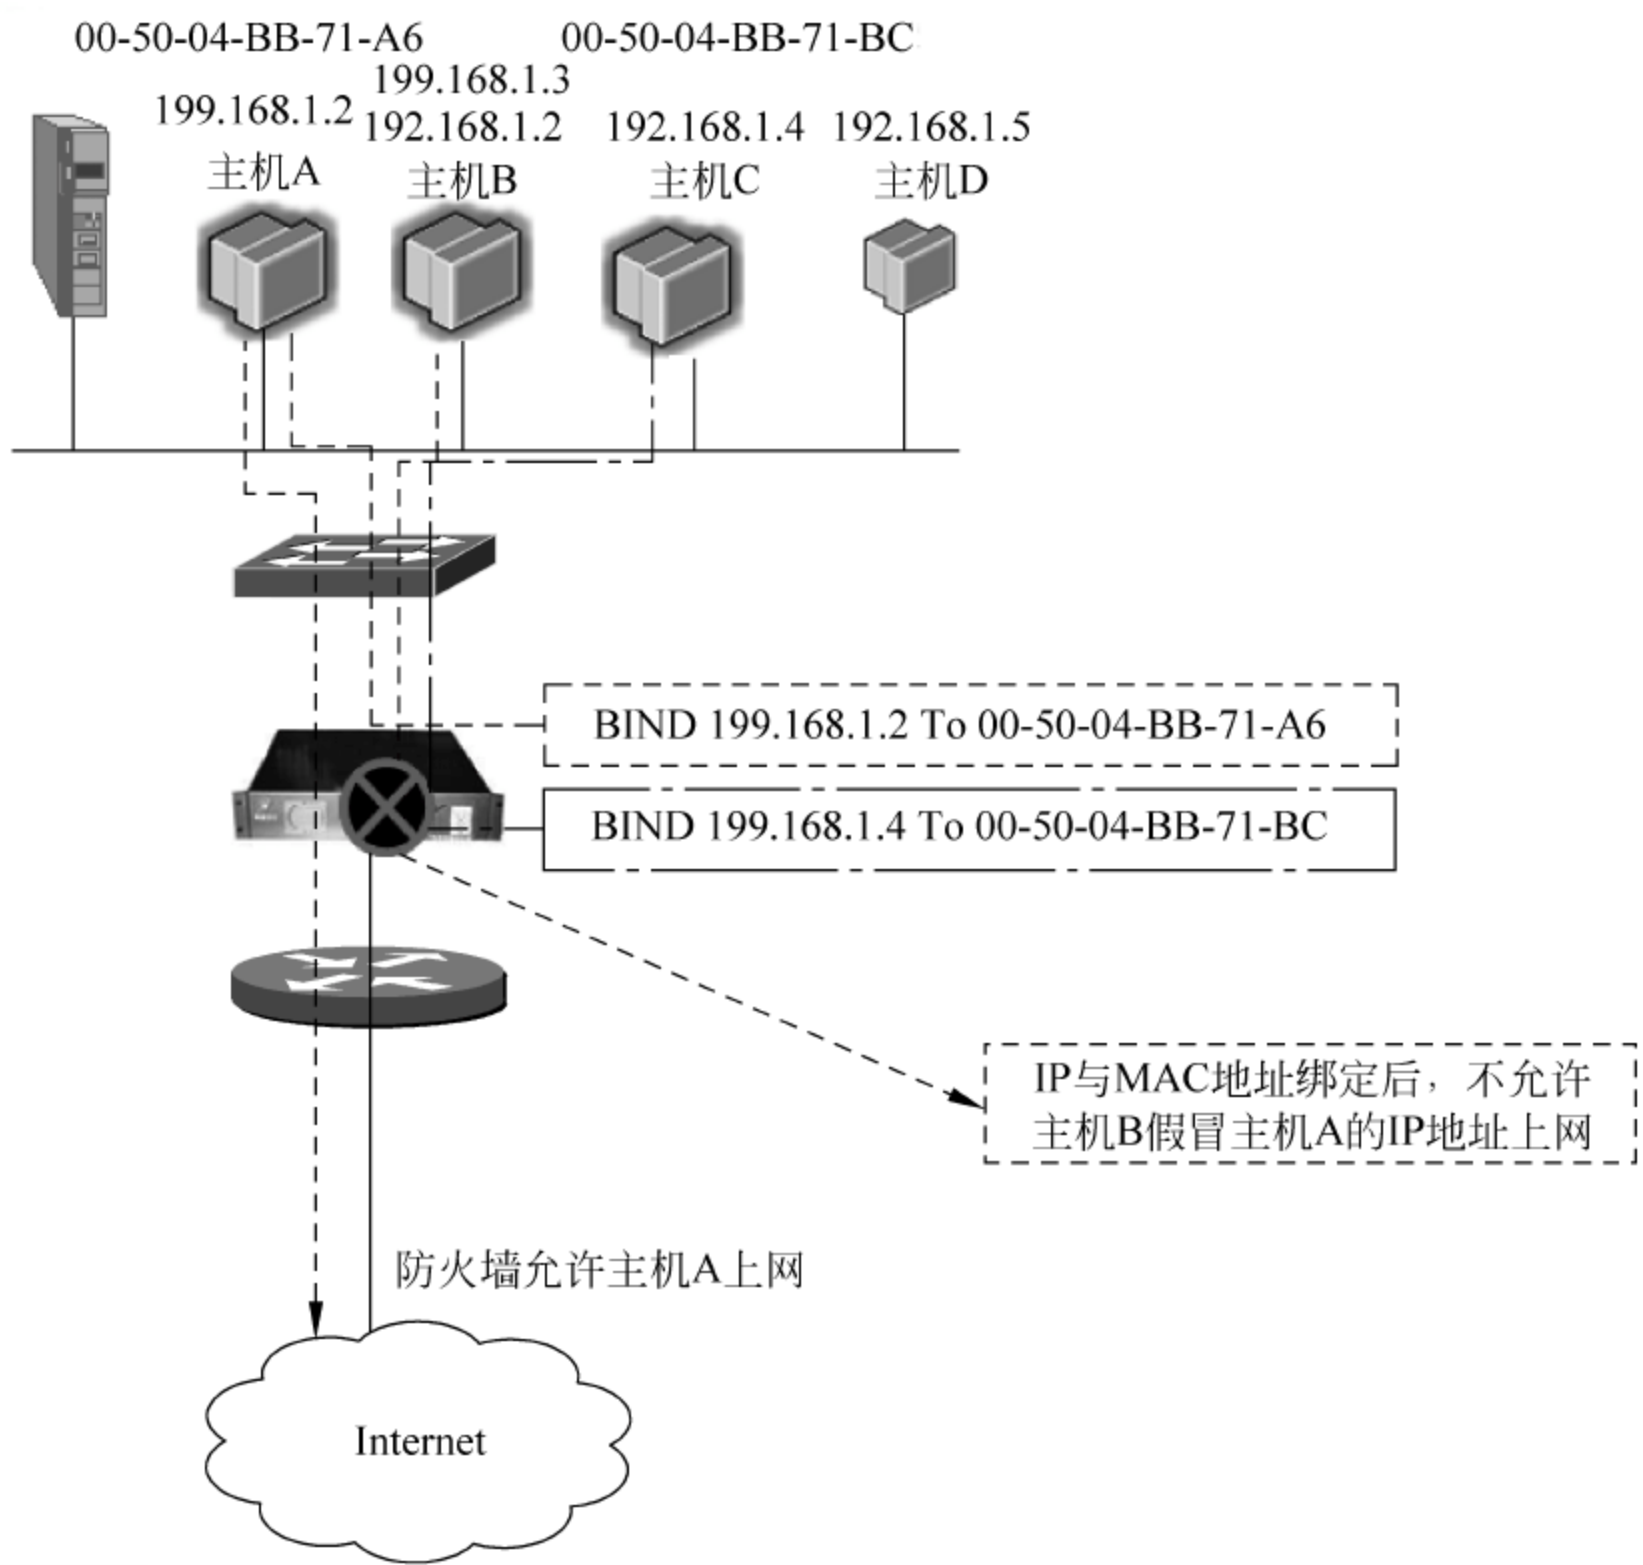 00-50-04-BB-71-A6
00-50-04-BB-71-BC
199.168.1.2
主机A
199.168.1.3
192.168.1.2
主机B
192.168.1.4
主机C
192.168.1.5
主机D
BIND 199.168.1.2 To 00-50-04-BB-71-A6
BIND 199.168.1.4 To 00-50-04-BB-71-BC
IP与MAC地址绑定后，不允许
主机B假冒主机A的IP地址上网
防火墙允许主机A上网
Internet